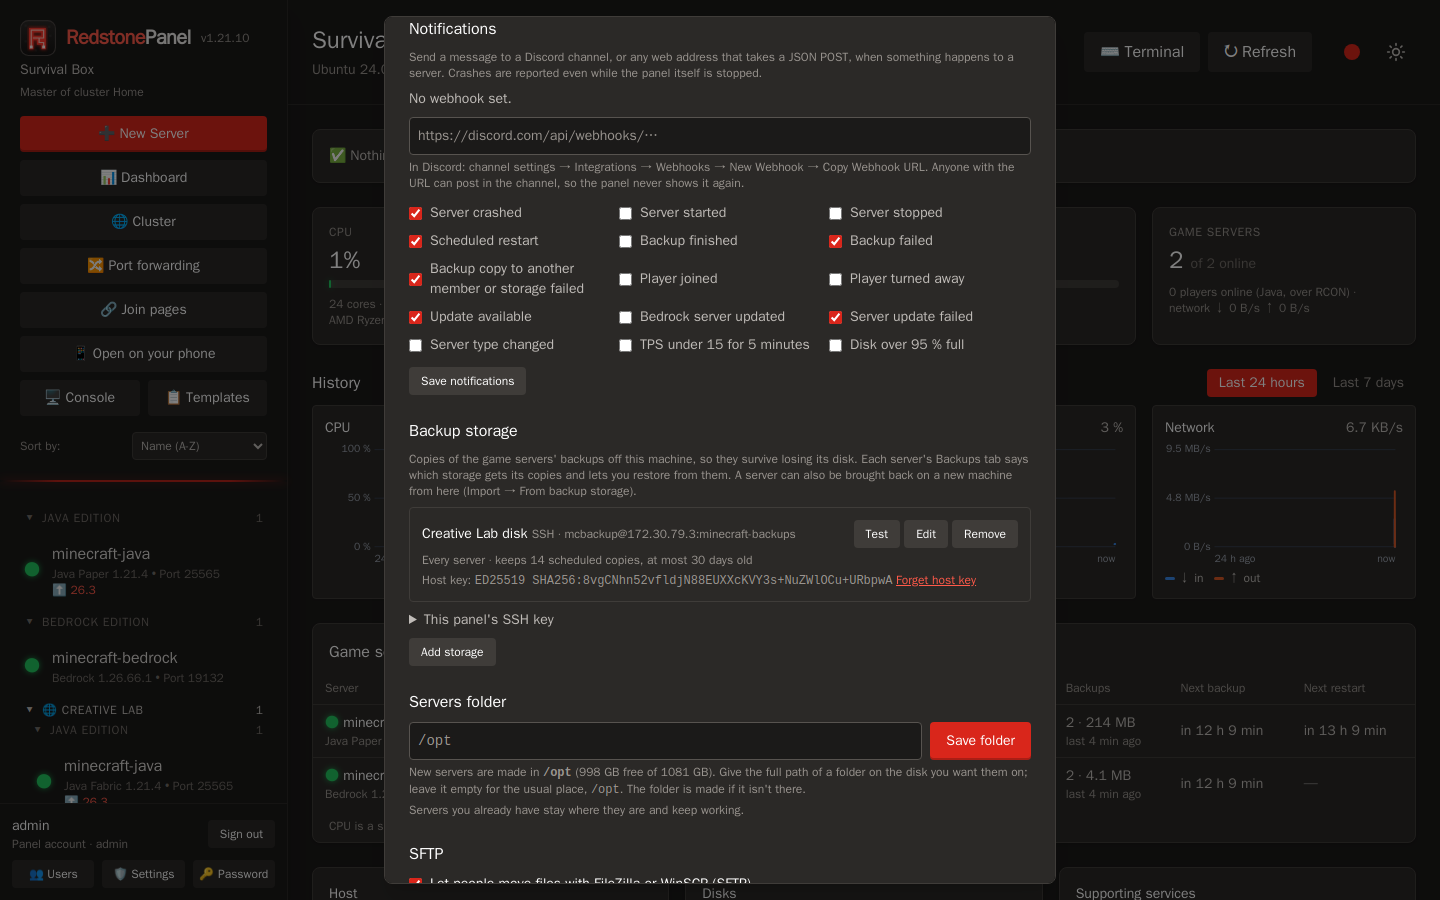 RedstonePanel v1.21.10
Survival Box
Master of cluster Home
➕ New Server
📊 Dashboard
🌐 Cluster
🔀 Port forwarding
🔗 Join pages
📱 Open on your phone
🖥️ Console
📋 Templates
Sort by:
Name (A-Z)
JAVA EDITION 1
minecraft-java
Java Paper 1.21.4 • Port 25565
⬆️ 26.3
BEDROCK EDITION 1
minecraft-bedrock
Bedrock 1.26.66.1 • Port 19132
🌐 CREATIVE LAB 1
JAVA EDITION 1
minecraft-java
Java Fabric 1.21.4 • Port 25565
⬆️ 26.3
admin
Panel account · admin
Sign out
👥 Users
🛡️ Settings
🔑 Password
Ubuntu 24.0
⌨️ Terminal
↻ Refresh
CPU
1%
24 cores ·
GAME SERVERS
2 of 2 online
0 players online (Java, over RCON) ·
network ↓ 0 B/s ↑ 0 B/s
History
Last 24 hours
Last 7 days
CPU
100 %
50 %
0 %
3 %
now
Network 6.7 KB/s
9.5 MB/s
4.8 MB/s
0 B/s
24 h ago now
↓ in ↑ out
Server
Java Paper
Backups Next backup Next restart
2 · 214 MB
last 4 min ago
in 12 h 9 min in 13 h 9 min
2 · 4.1 MB
last 4 min ago
in 12 h 9 min —
CPU is a s
Host
Disks
Supporting services
Notifications
Send a message to a Discord channel, or any web address that takes a JSON POST, when something happens to a
server. Crashes are reported even while the panel itself is stopped.
No webhook set.
https://discord.com/api/webhooks/…
In Discord: channel settings → Integrations → Webhooks → New Webhook → Copy Webhook URL. Anyone with the
URL can post in the channel, so the panel never shows it again.
Server crashed
Server started
Server stopped
Scheduled restart
Backup finished
Backup failed
Backup copy to another
member or storage failed
Player joined
Player turned away
Update available
Bedrock server updated
Server update failed
Server type changed
TPS under 15 for 5 minutes
Disk over 95 % full
Save notifications
Backup storage
Copies of the game servers' backups off this machine, so they survive losing its disk. Each server's Backups tab says
which storage gets its copies and lets you restore from them. A server can also be brought back on a new machine
from here (Import → From backup storage).
Creative Lab disk SSH · mcbackup@172.30.79.3:minecraft-backups
Test
Edit
Remove
Every server · keeps 14 scheduled copies, at most 30 days old
Host key: ED25519 SHA256:8vgCNhn52vfldjN88EUXXcKVY3s+NuZWlOCu+URbpwA Forget host key
This panel's SSH key
Add storage
Servers folder
/opt
Save folder
New servers are made in /opt (998 GB free of 1081 GB). Give the full path of a folder on the disk you want them on;
leave it empty for the usual place, /opt. The folder is made if it isn't there.
Servers you already have stay where they are and keep working.
SFTP
Let people move files with FileZilla or WinSCP (SFTP)